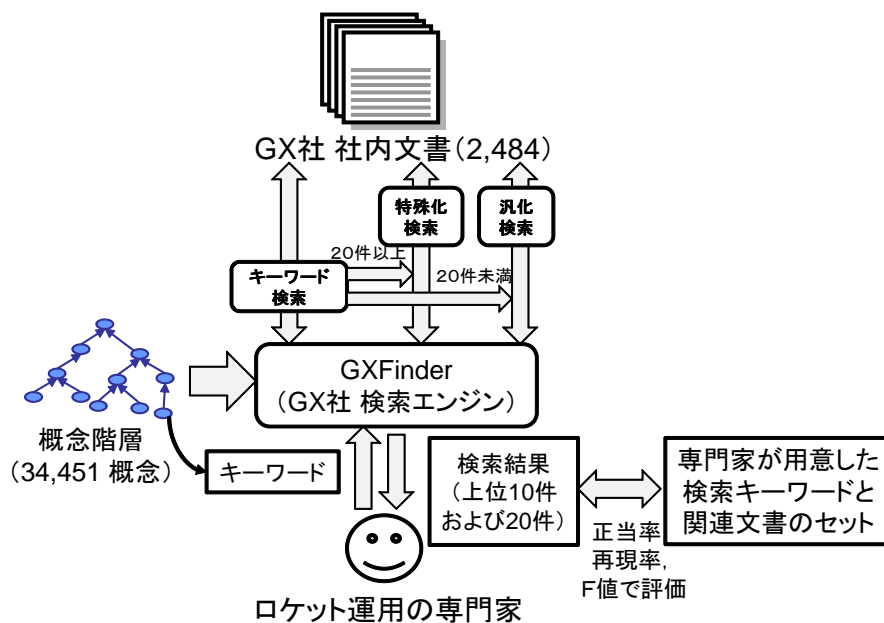 GX社 社内文書（2,484）
特殊化
検索
汎化
検索
20件以上
キーワード
検索
20件未満
GXFinder
（GX社 検索エンジン）
概念階層
（34,451 概念）
キーワード
検索結果
（上位10件
および20件）
専門家が用意した
検索キーワードと
関連文書のセット
正当率
再現率,
F値で評価
ロケット運用の専門家